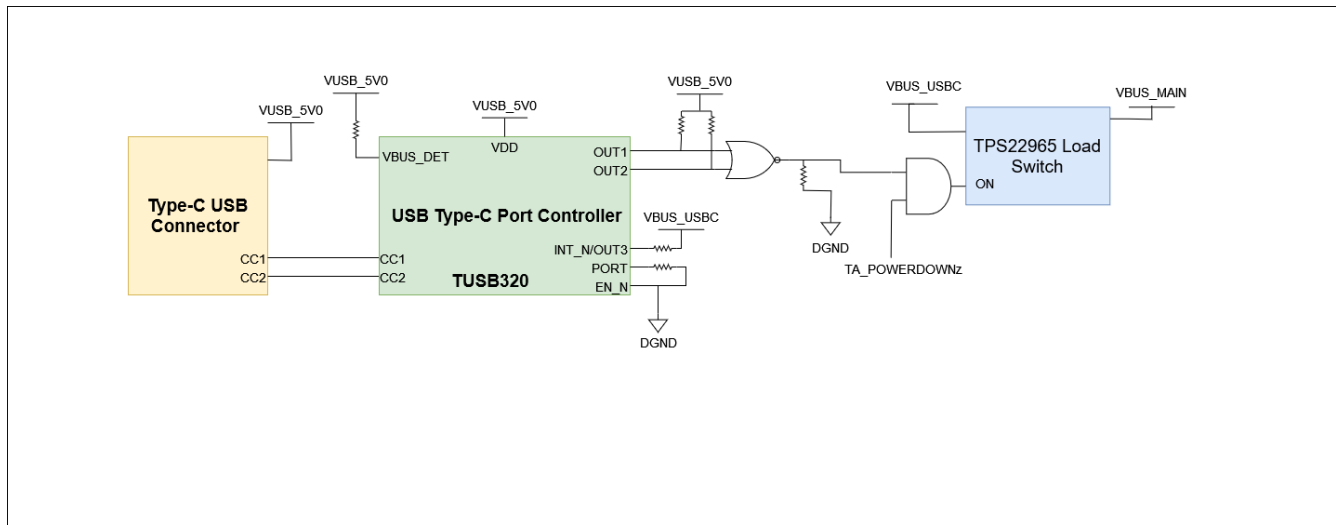 VUSB_5V0
VUSB_5V0
VUSB_5V0
VUSB_5V0
VBUS_USBC
VBUS_MAIN
Type-C USB
Connector
CC1
CC2
VBUS_DET
VDD
OUT1
OUT2
USB Type-C Port Controller
CC1
CC2
TUSB320
INT_N/OUT3
PORT
EN_N
VBUS_USBC
DGND
DGND
TA_POWERDOWNz
TPS22965 Load
Switch
ON